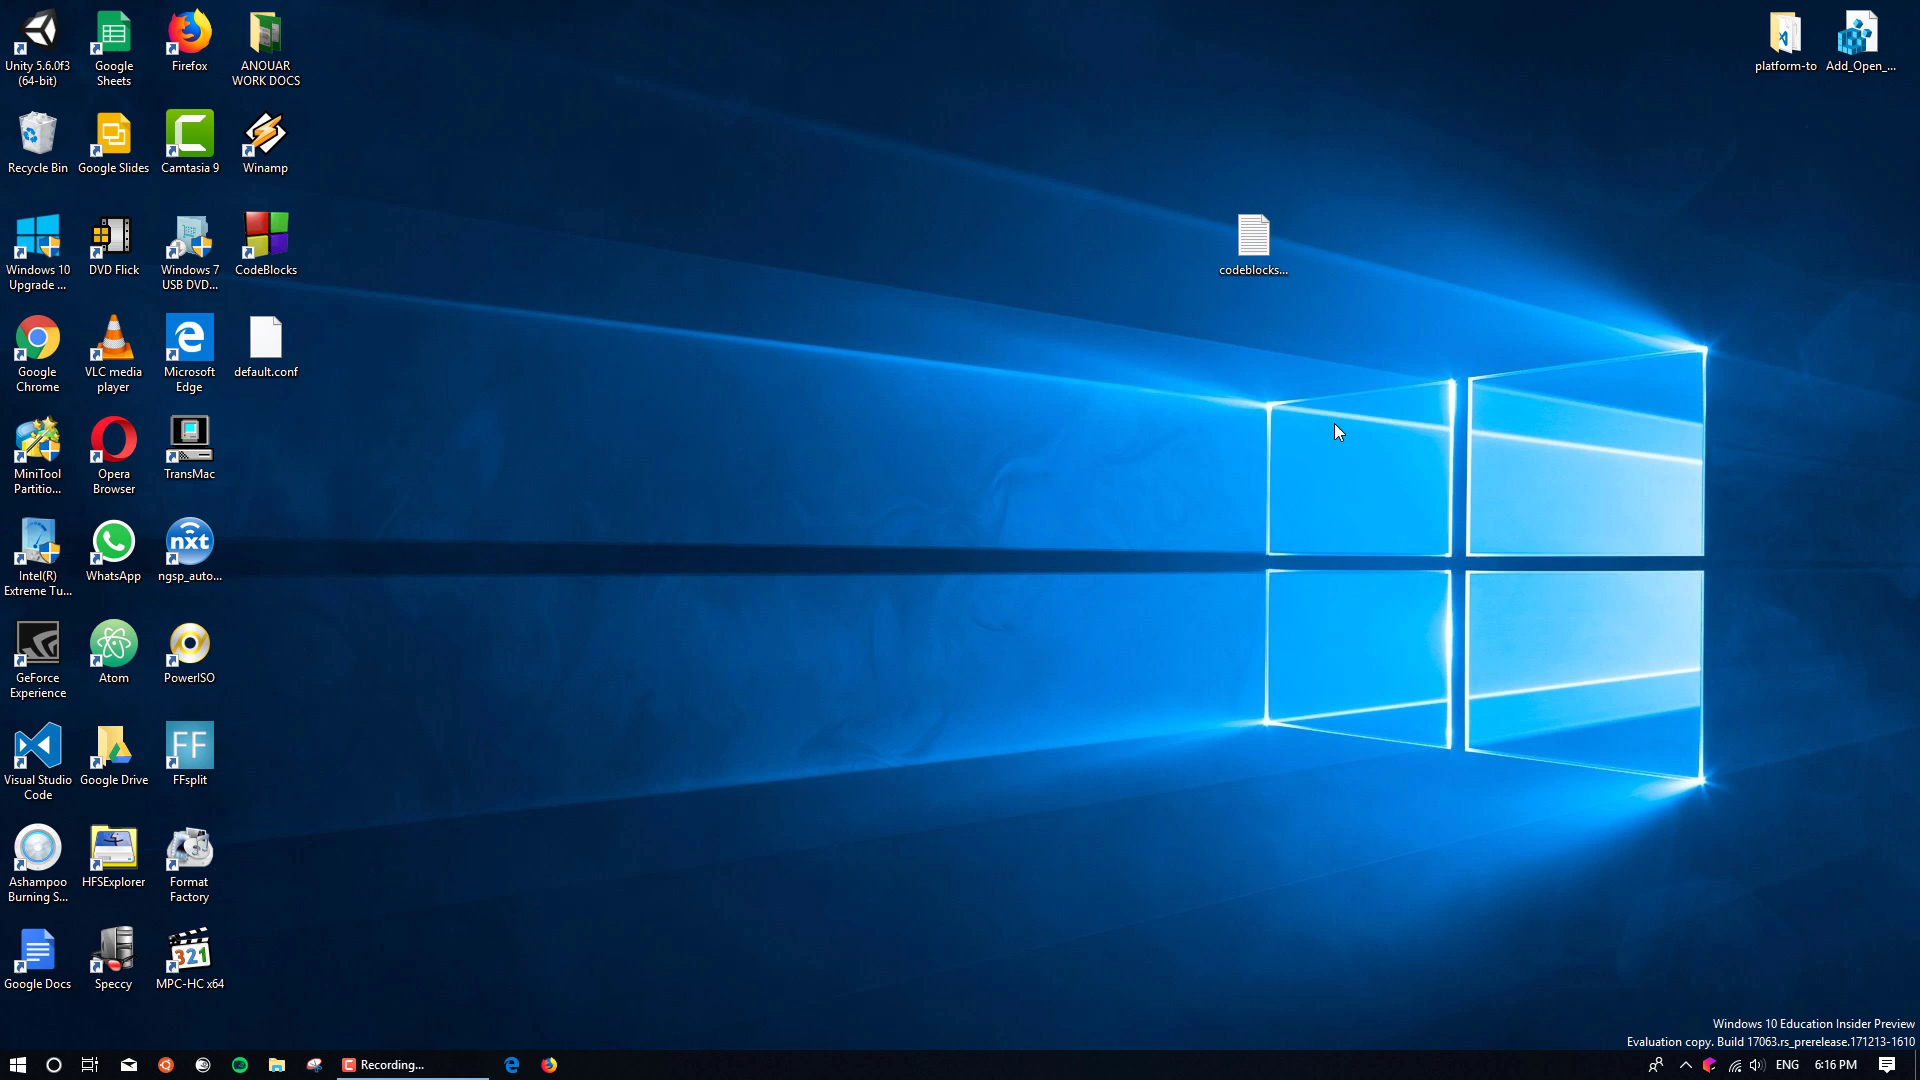 Unity 5.6.0f3
(64-bit)
Google
Sheets
Firefox
ANOUAR
WORK DOCS
platform-to
Add_Open_...
Recycle Bin
Google Slides
Camtasia 9
Winamp
Windows 10
Upgrade ...
DVD Flick
Windows 7
USB DVD...
CodeBlocks
codeblocks...
Google
Chrome
VLC media
player
Microsoft
Edge
default.conf
MiniTool
Partitio...
Opera
Browser
TransMac
nxt
Intel(R)
Extreme Tu...
WhatsApp
ngsp_auto...
GeForce
Experience
Atom
PowerISO
FF
Visual Studio
Code
Google Drive
FFsplit
Ashampoo
Burning S...
HFSExplorer
Format
Factory
321
Google Docs
Speccy
MPC-HC x64
Windows 10 Education Insider Preview
Evaluation copy. Build 17063.rs_prerelease.171213-1610
Recording...
ENG
6:16 PM